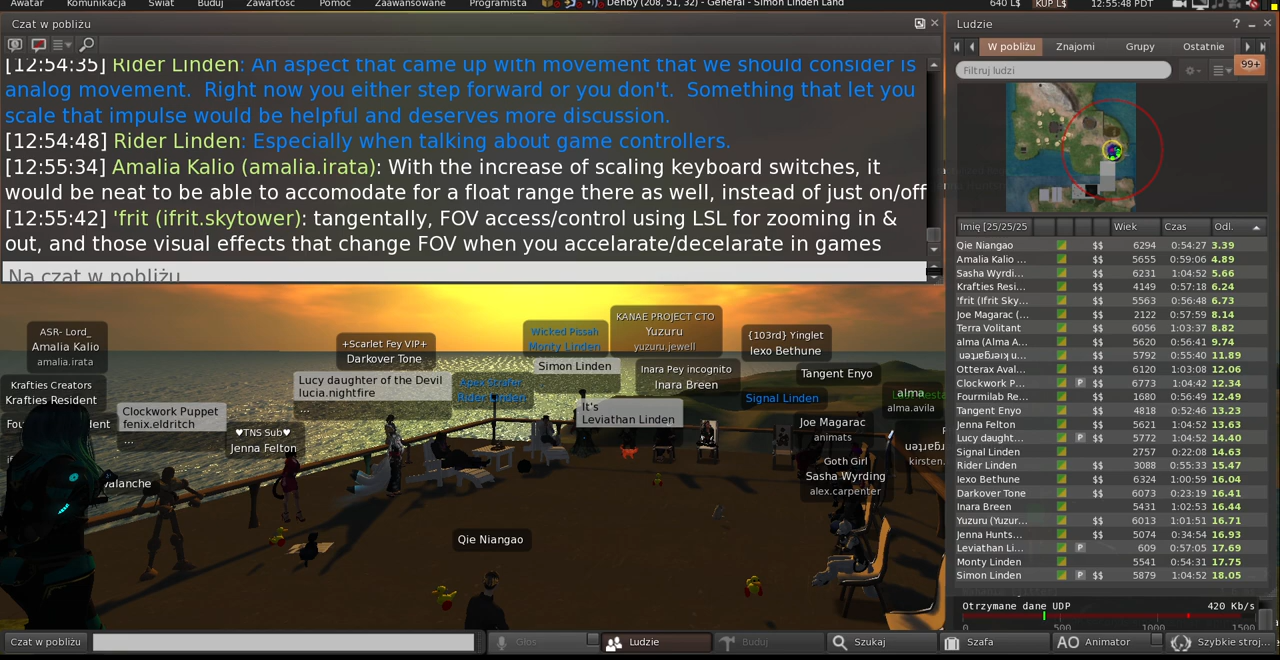 Awatar Komunikacja Świat Buduj Zawartość Pomoc Zaawansowane Programista Denby (208, 51, 32) - General - Simon Linden Land 640 L$ KUP L$ 12:55:48 PDT
Czat w pobliżu
[12:54:35] Rider Linden: An aspect that came up with movement that we should consider is
analog movement. Right now you either step forward or you don't. Something that let you
scale that impulse would be helpful and deserves more discussion.
[12:54:48] Rider Linden: Especially when talking about game controllers.
[12:55:34] Amalia Kalio (amalia.irata): With the increase of scaling keyboard switches, it
would be neat to be able to accomodate for a float range there as well, instead of just on/off
[12:55:42] 'frit (ifrit.skytower): tangentally, FOV access/control using LSL for zooming in &
out, and those visual effects that change FOV when you accelarate/decelarate in games
Na czat w pobliżu
ASR- Lord_
Amalia Kalio
amalia.irata
Krafties Creators
Krafties Resident
Clockwork Puppet
fenix.eldritch
...
♥TNS Sub♥
Jenna Felton
valanche
+Scarlet Fey VIP+
Darkover Tone
Lucy daughter of the Devil
lucia.nightfire
...
Apex Strafer
Rider Linden
Wicked Pissah
Monty Linden
Simon Linden
It's
Leviathan Linden
KANAE PROJECT CTO
Yuzuru
yuzuru.jewell
Inara Pey incognito
Inara Breen
{103rd} Yinglet
Iexo Bethune
Tangent Enyo
Signal Linden
alma
alma.avila
Joe Magarac
animats
Goth Girl
Sasha Wyrding
alex.carpenter
kirsten.
Qie Niangao
Ludzie
? _ ×
W pobliżu Znajomi Grupy Ostatnie
Filtruj ludzi
99+
Imię [25/25/25 Wiek Czas Odl.
Qie Niangao $$ 6294 0:54:27 3.39
Amalia Kalio ... $$ 5655 0:59:06 4.89
Sasha Wyrdi... $$ 6231 1:04:52 5.66
Krafties Resi... $$ 4149 0:57:18 6.24
'frit (Ifrit Sky... $$ 5563 0:56:48 6.73
Joe Magarac (... $$ 2122 0:57:59 8.14
Terra Volitant $$ 6056 1:03:37 8.82
alma (Alma A... $$ 5620 0:56:41 9.74
$$ 5792 0:55:40 11.89
Otterax Aval... $$ 6120 1:03:08 12.06
Clockwork P... P $$ 6773 1:04:42 12.34
Fourmilab Re... $$ 1680 0:56:49 12.49
Tangent Enyo $$ 4818 0:52:46 13.23
Jenna Felton $$ 5621 1:04:52 13.63
Lucy daught... P $$ 5772 1:04:42 14.40
Signal Linden 2757 0:22:08 14.63
Rider Linden $$ 3088 0:55:33 15.47
Iexo Bethune $$ 6324 1:00:59 16.04
Darkover Tone $$ 6073 0:23:19 16.41
Inara Breen 5431 1:02:53 16.44
Yuzuru (Yuzur... $$ 6013 1:01:51 16.71
Jenna Hunts... $$ 5074 0:34:54 16.93
Leviathan Li... P 609 0:57:05 17.69
Monty Linden 5541 0:54:31 17.75
Simon Linden P $$ 5879 1:04:52 18.05
Otrzymane dane UDP 420 Kb/s
0 500 1000 1500
Czat w pobliżu Głos Ludzie Buduj Szukaj Szafa AO Animator Szybkie stroj...